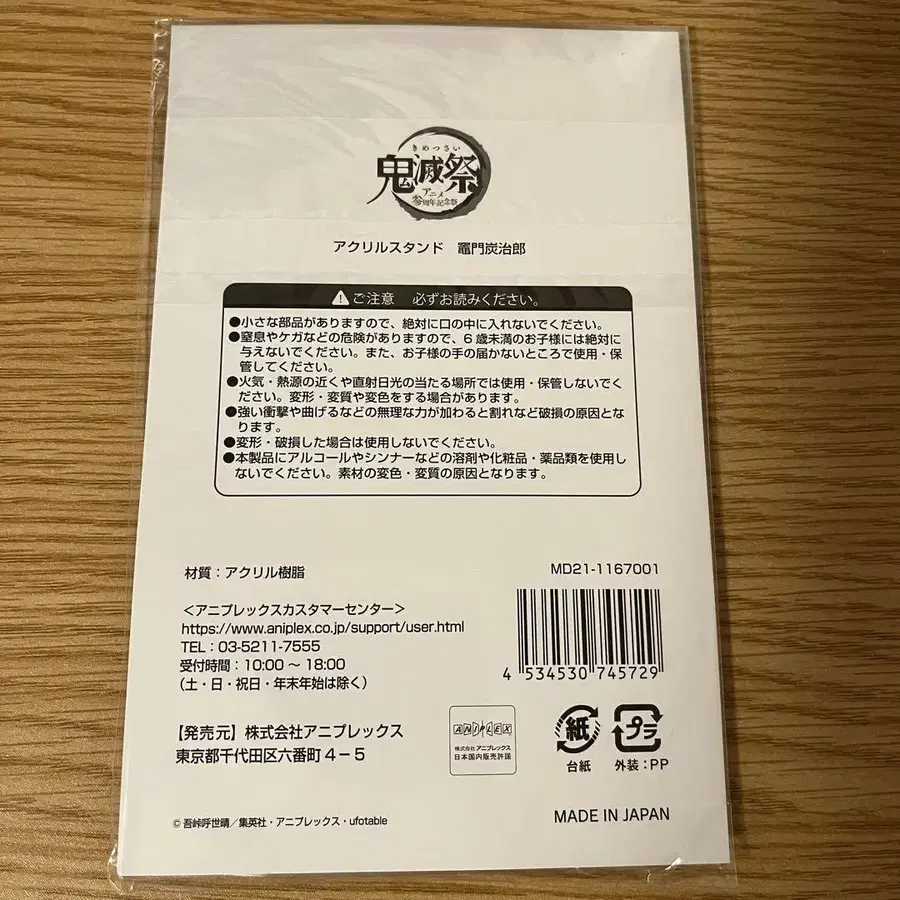 きめつさい
鬼滅祭
アニメ
参周年記念祭
アクリルスタンド　竈門炭治郎
ご注意　必ずお読みください。
●小さな部品がありますので、絶対に口の中に入れないでください。
●窒息やケガなどの危険がありますので、6歳未満のお子様には絶対に
与えないでください。また、お子様の手の届かないところで使用・保
管してください。
●火気・熱源の近くや直射日光の当たる場所では使用・保管しないでく
ださい。変形・変質や変色をする場合があります。
●強い衝撃や曲げるなどの無理な力が加わると割れなど破損の原因とな
ります。
●変形・破損した場合は使用しないでください。
●本製品にアルコールやシンナーなどの溶剤や化粧品・薬品類を使用し
ないでください。素材の変色・変質の原因となります。
材質：アクリル樹脂
MD21-1167001
<アニプレックスカスタマーセンター>
https://www.aniplex.co.jp/support/user.html
TEL：03-5211-7555
受付時間：10:00～18:00
（土・日・祝日・年末年始は除く）
4 534530 745729
【発売元】株式会社アニプレックス
東京都千代田区六番町4-5
ANIPLEX
株式会社アニプレックス
日本国内販売許諾
紙
台紙
プラ
外装：PP
© 吾峠呼世晴／集英社・アニプレックス・ufotable
MADE IN JAPAN